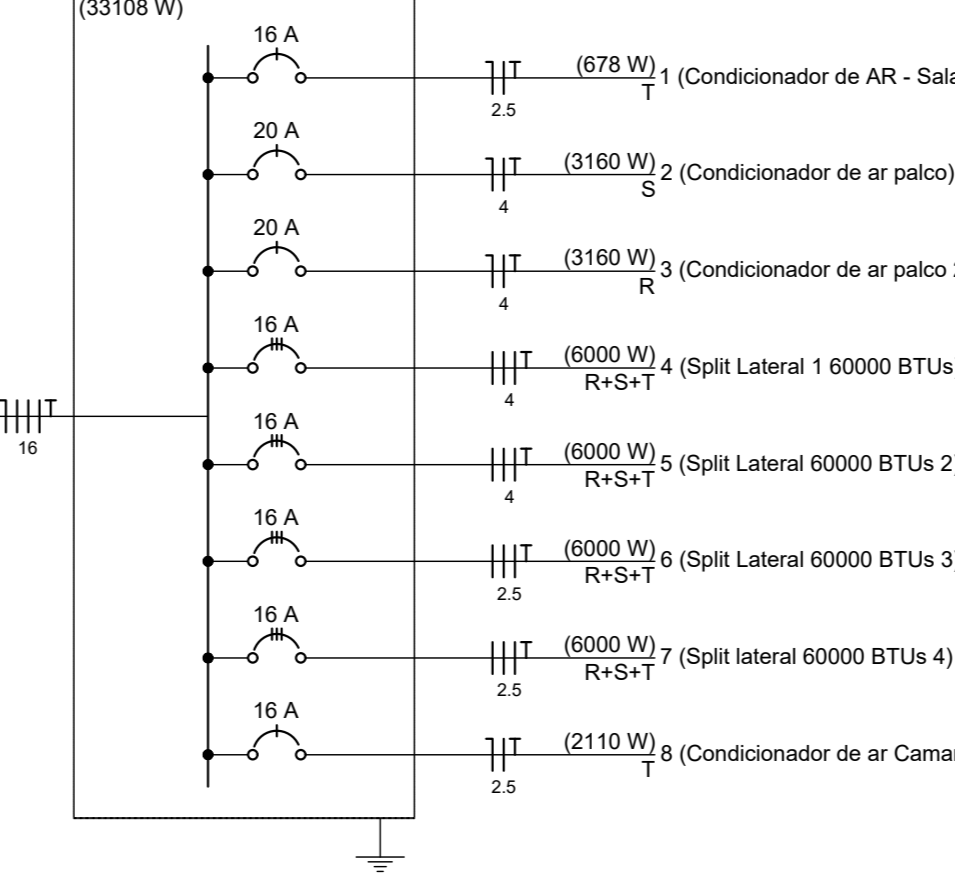 (33108 W)
16 A
(678 W)
T
1 (Condicionador de AR - Sala
T
2.5
20 A
(3160 W)
T
2 (Condicionador de ar palco)
S
4
20 A
(3160 W)
T
3 (Condicionador de ar palco
R
4
16 A
(6000 W)
T
4 (Split Lateral 1 60000 BTUs
R+S+T
4
T
16
16 A
(6000 W)
T
5 (Split Lateral 60000 BTUs 2)
R+S+T
4
16 A
(6000 W)
T
6 (Split Lateral 60000 BTUs 3)
R+S+T
2.5
16 A
(6000 W)
T
7 (Split lateral 60000 BTUs 4)
R+S+T
2.5
16 A
(2110 W)
T
8 (Condicionador de ar Camar
T
2.5